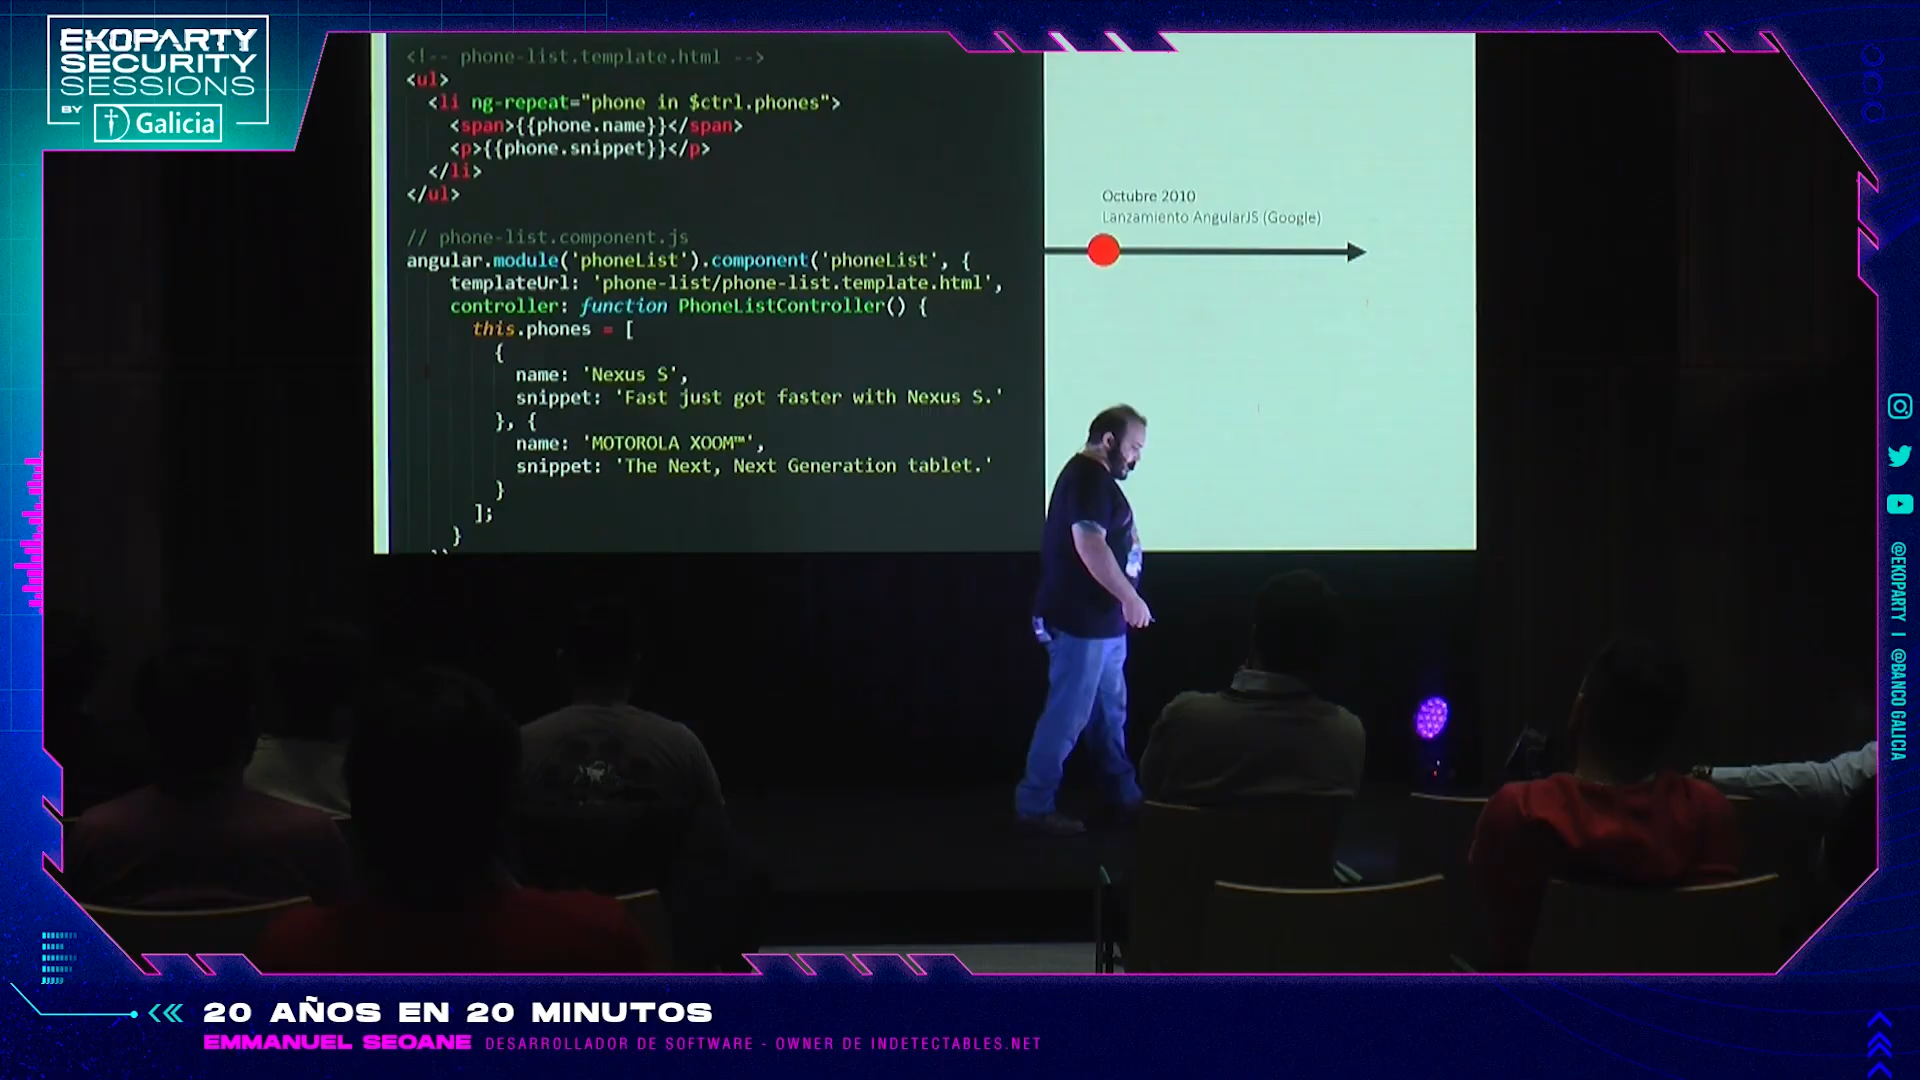 EKOPARTY
SECURITY
SESSIONS
BY
Galicia
<!-- phone-list.template.html -->
<ul>
<li ng-repeat="phone in $ctrl.phones">
<span>{{phone.name}}</span>
<p>{{phone.snippet}}</p>
</li>
</ul>
// phone-list.component.js
angular.module('phoneList').component('phoneList', {
templateUrl: 'phone-list/phone-list.template.html',
controller: function PhoneListController() {
this.phones = [
{
name: 'Nexus S',
snippet: 'Fast just got faster with Nexus S.'
}, {
name: 'MOTOROLA XOOM™',
snippet: 'The Next, Next Generation tablet.'
}
];
}
Octubre 2010
Lanzamiento AngularJS (Google)
@EKOPARTY | @BANCO GALICIA
20 AÑOS EN 20 MINUTOS
EMMANUEL SEOANE DESARROLLADOR DE SOFTWARE - OWNER DE INDETECTABLES.NET